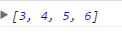 [3, 4, 5, 6]